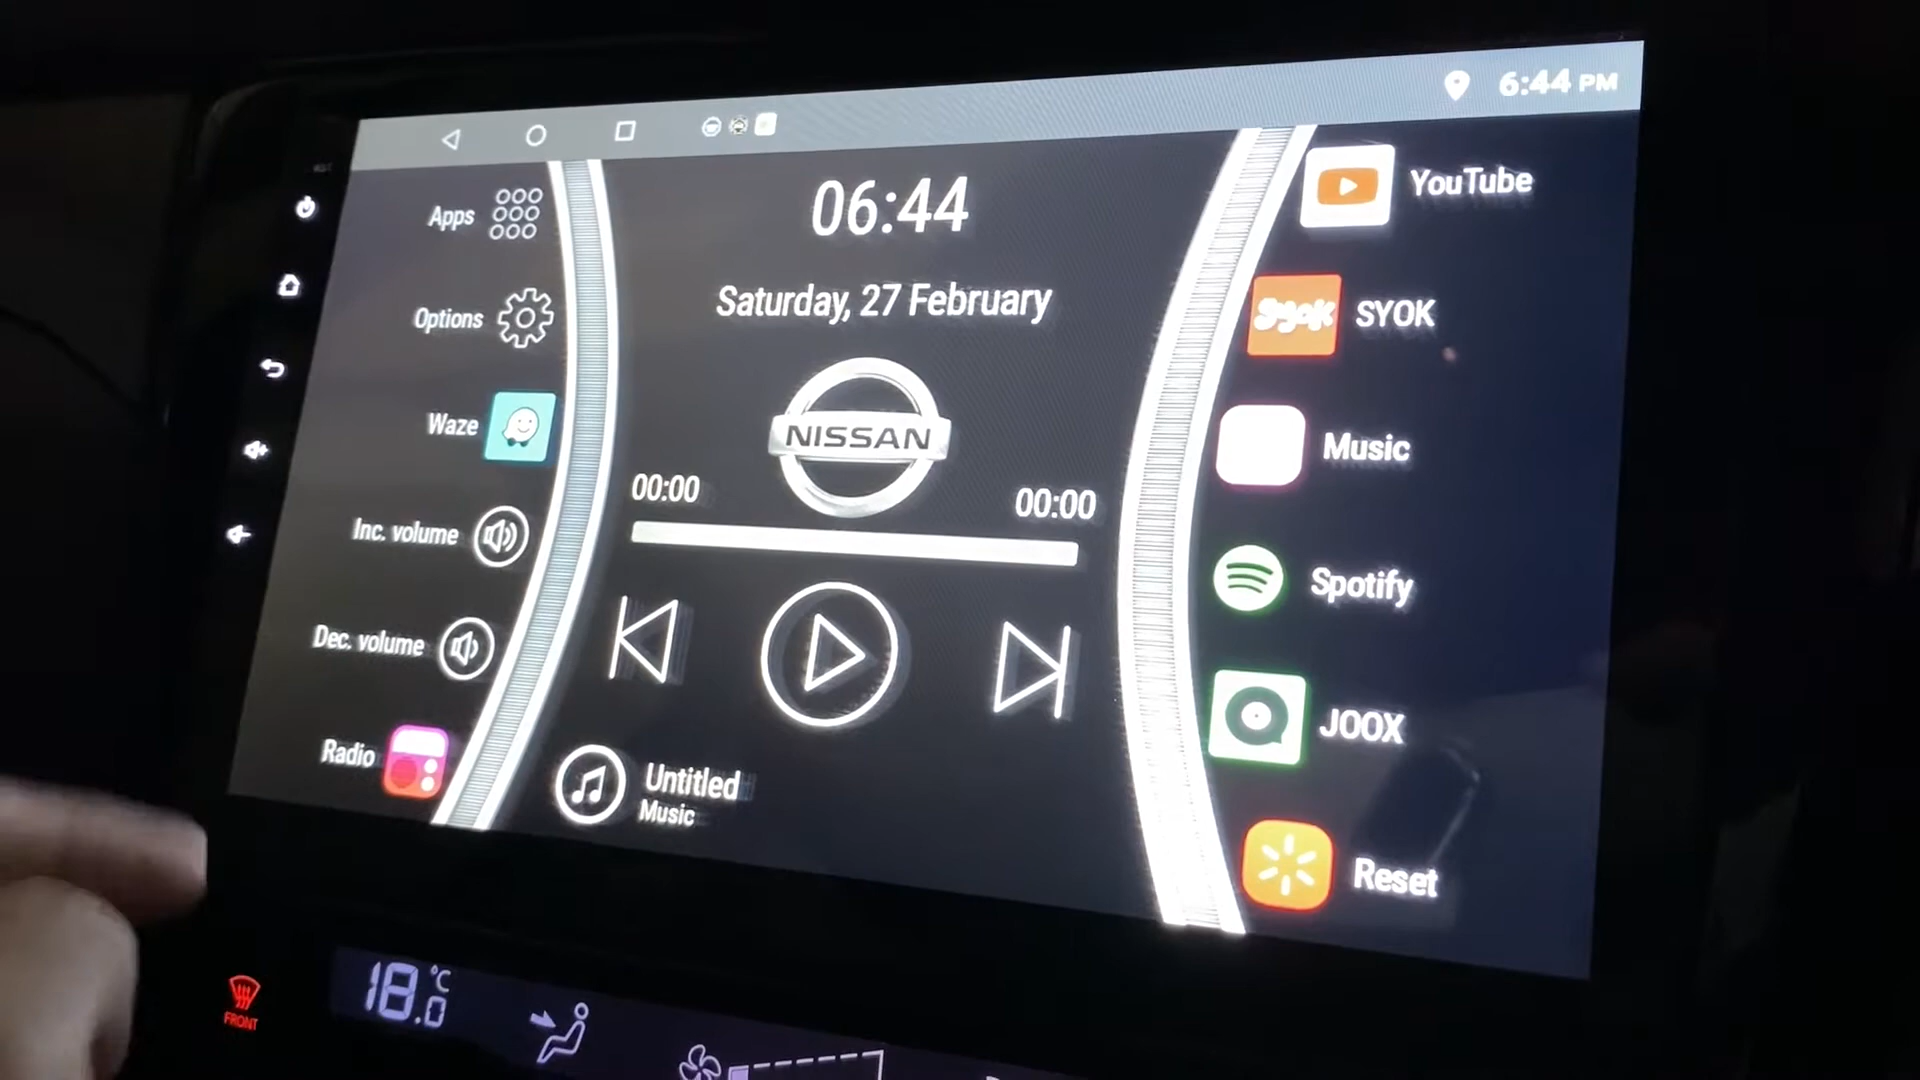 6:44 PM
Apps
06:44
YouTube
Saturday, 27 February
Options
SYOK
SYOK
Waze
NISSAN
Music
00:00
00:00
Inc. volume
Spotify
Dec. volume
JOOX
Radio
Untitled
Music
Reset
18.0 °C
FRONT